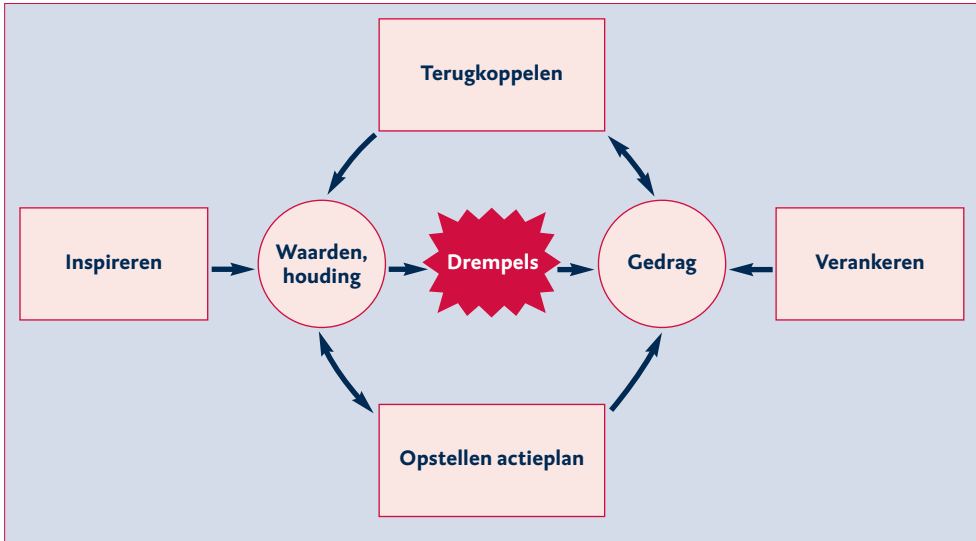 Terugkoppelen
Inspireren
Waarden,
houding
Drempels
Gedrag
Verankeren
Opstellen actieplan